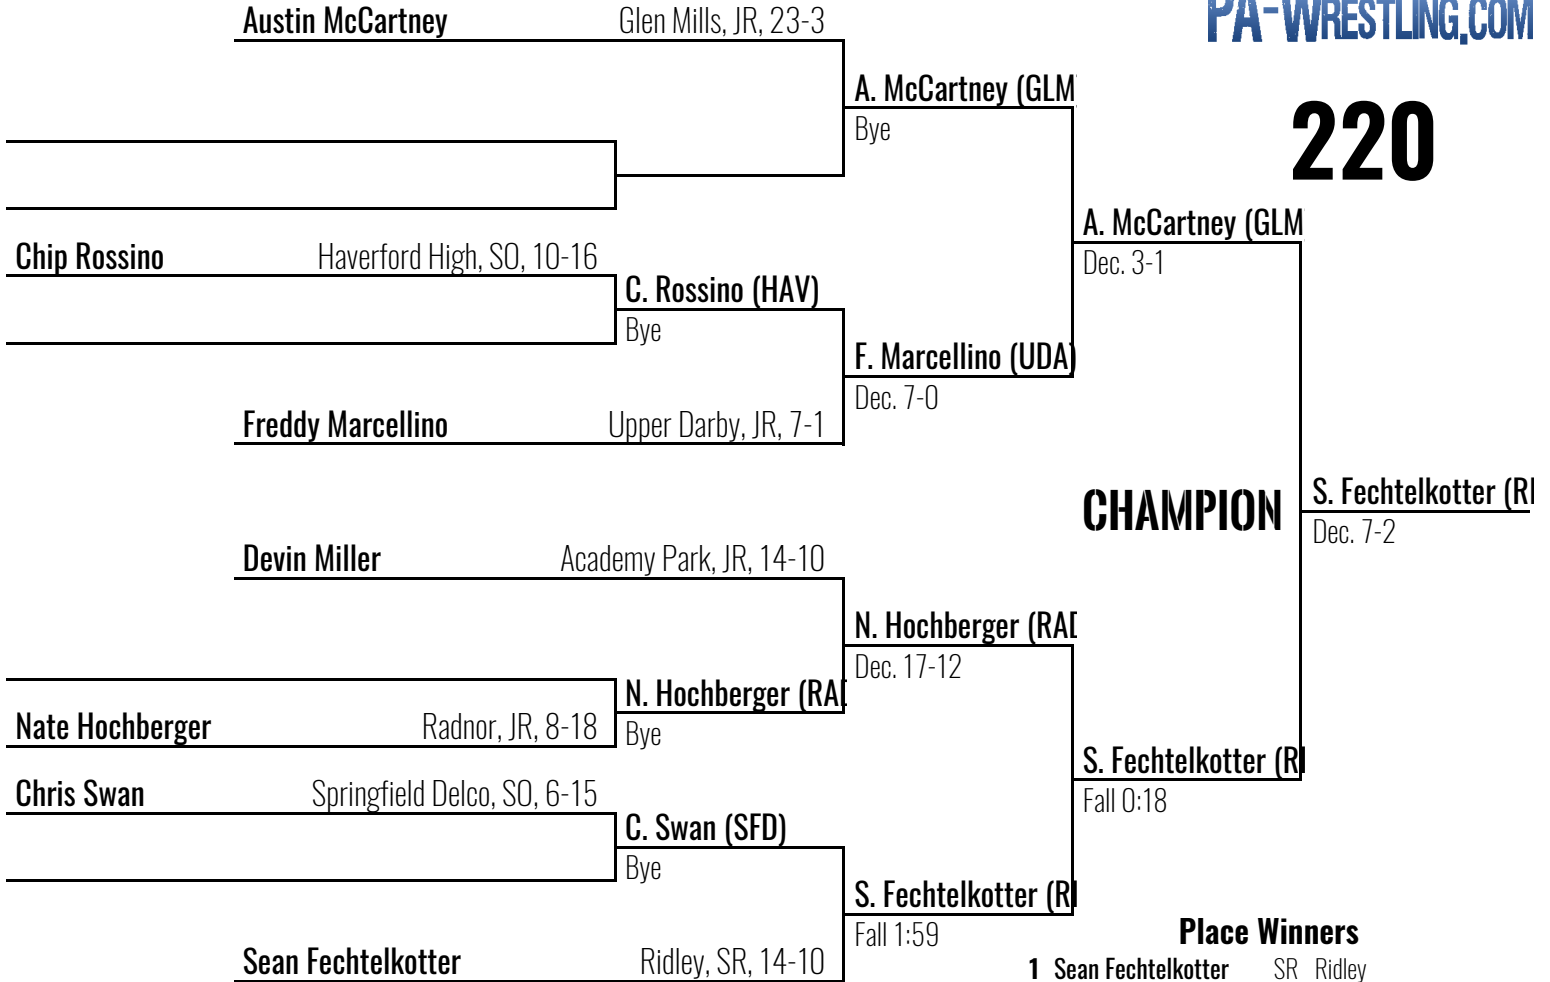 Austin McCartney Glen Mills, JR, 23-3
PA-WRESTLING.COM
A. McCartney (GLM
Bye
220
A. McCartney (GLM
Dec. 3-1
Chip Rossino Haverford High, SO, 10-16
C. Rossino (HAV)
Bye
F. Marcellino (UDA)
Dec. 7-0
Freddy Marcellino Upper Darby, JR, 7-1
CHAMPION
S. Fechtelkotter (RI
Dec. 7-2
Devin Miller Academy Park, JR, 14-10
N. Hochberger (RAD
Dec. 17-12
N. Hochberger (RAD
Bye
Nate Hochberger Radnor, JR, 8-18
S. Fechtelkotter (RI
Fall 0:18
Chris Swan Springfield Delco, SO, 6-15
C. Swan (SFD)
Bye
S. Fechtelkotter (RI
Fall 1:59
Place Winners
Sean Fechtelkotter Ridley, SR, 14-10
1 Sean Fechtelkotter SR Ridley